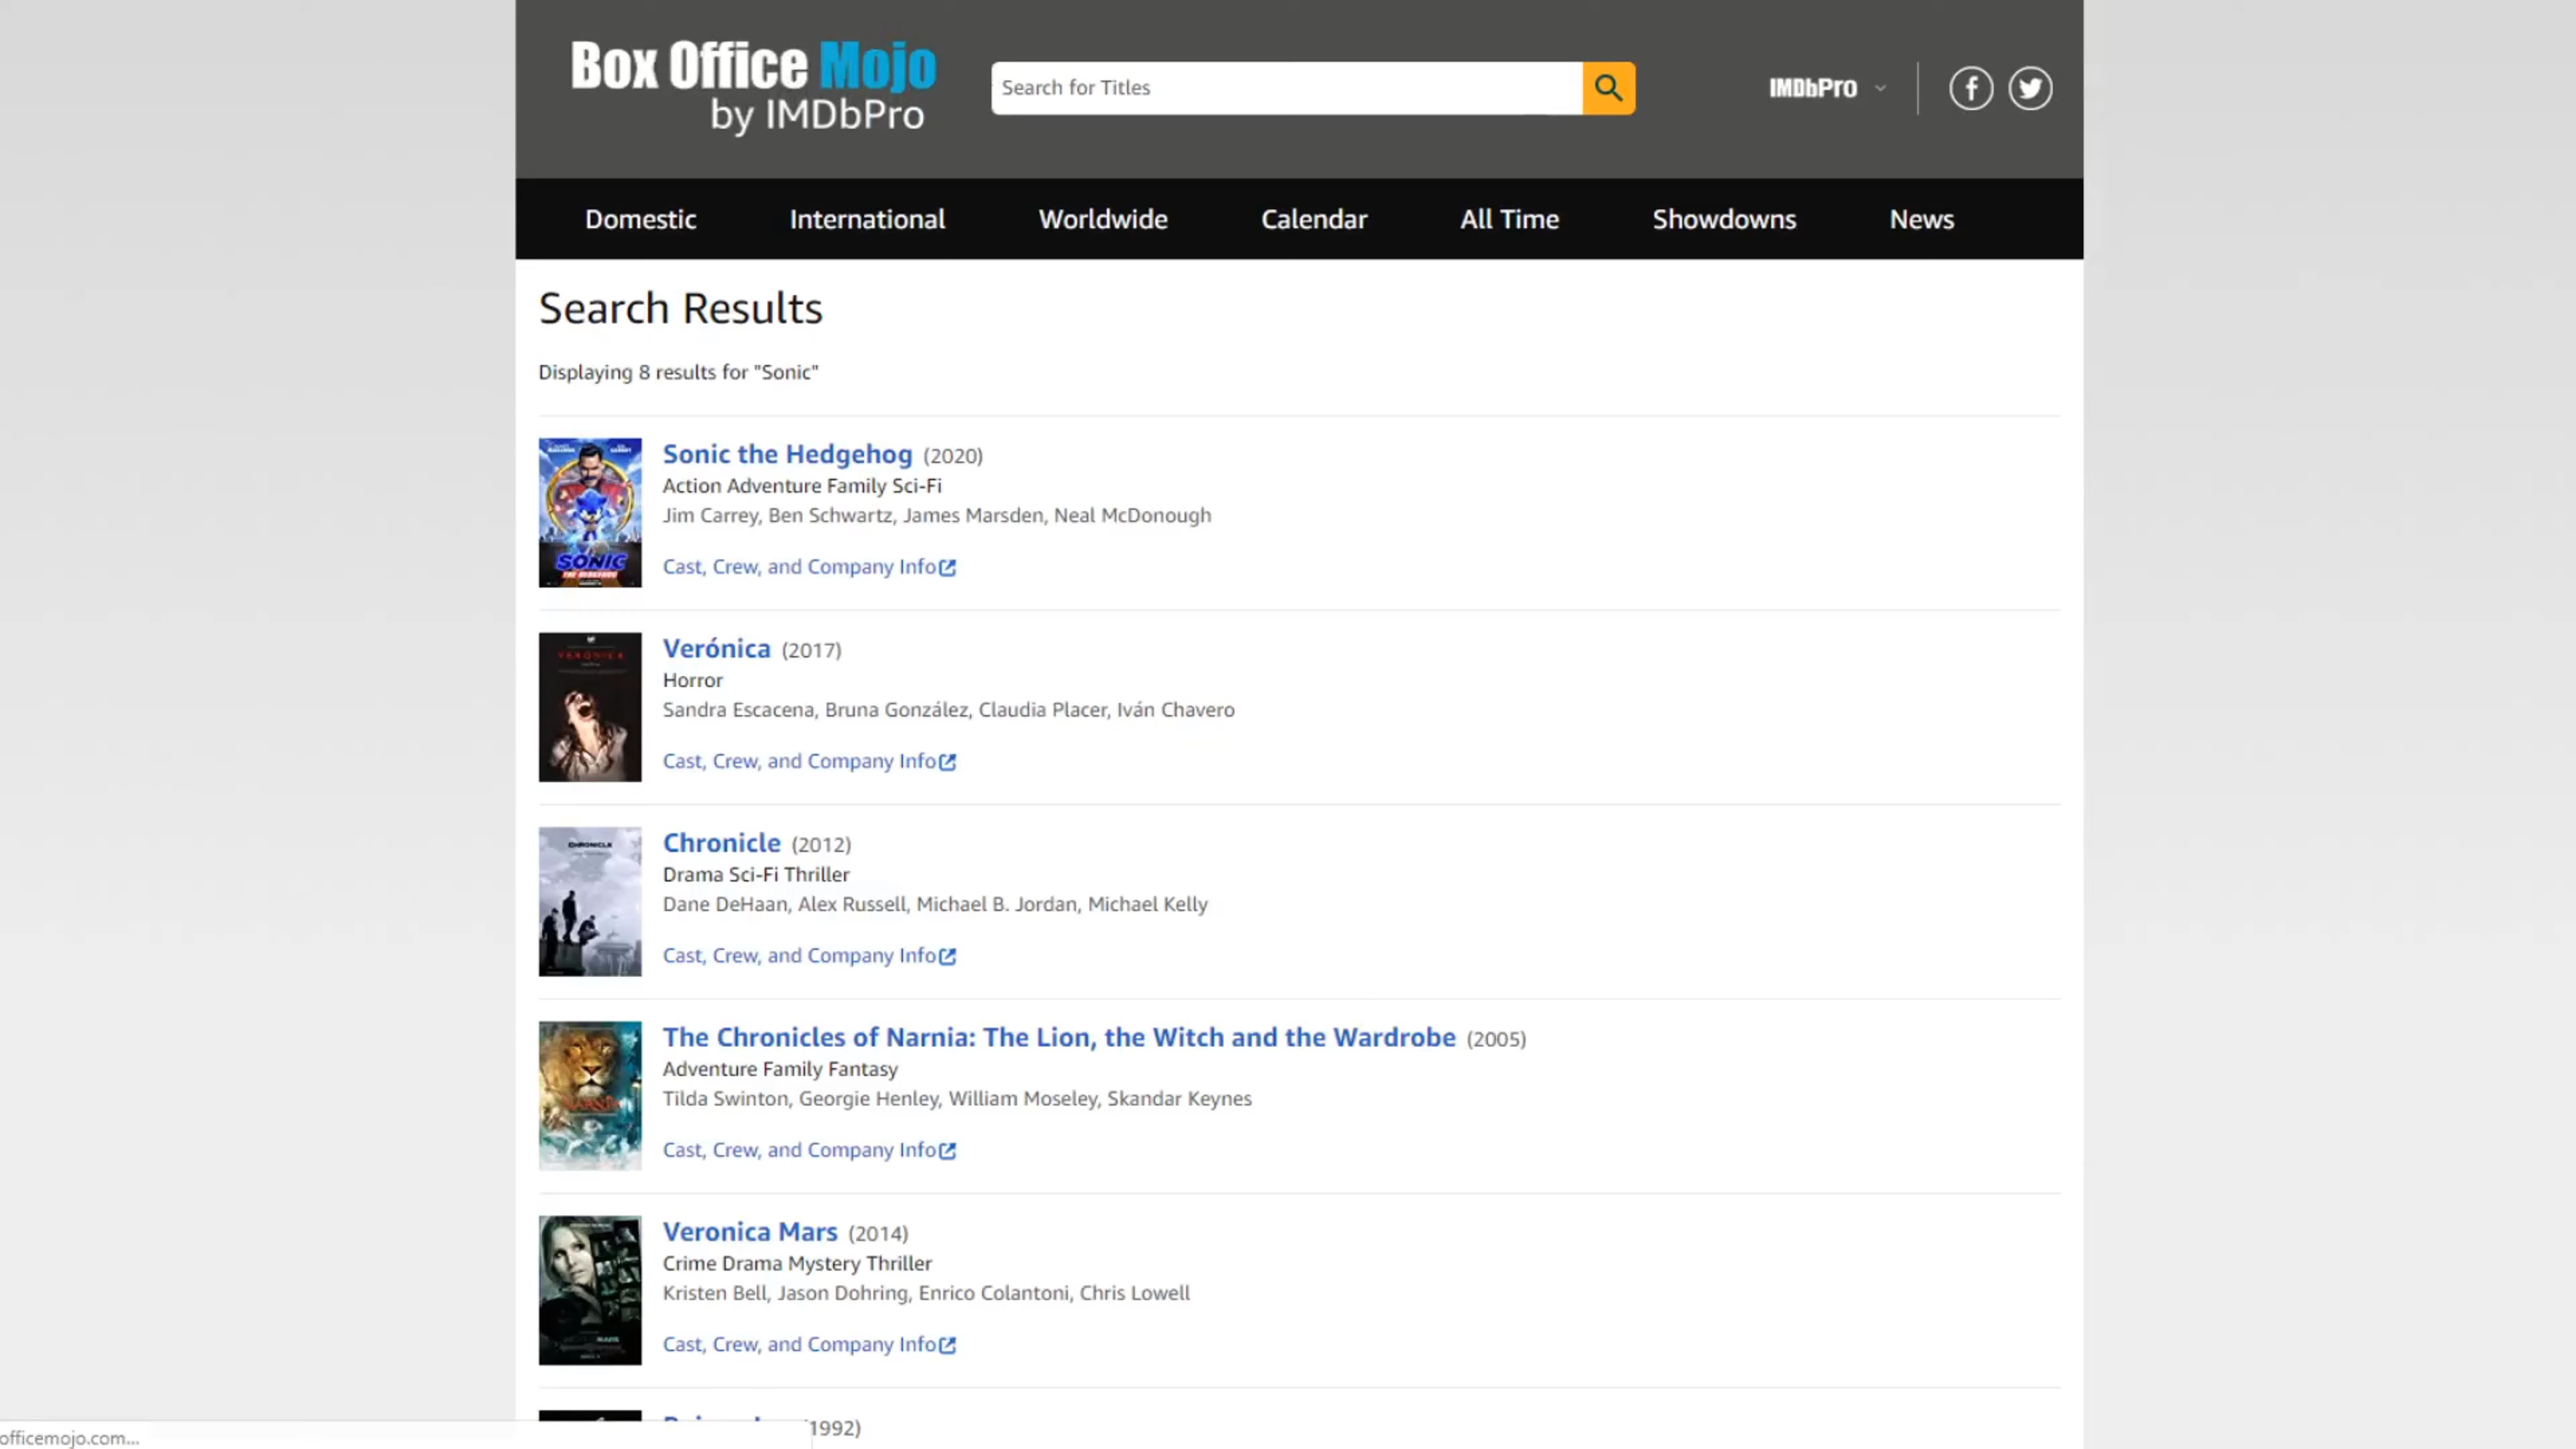 Box Office Mojo
by IMDbPro
Search for Titles
IMDbPro
Domestic
International
Worldwide
Calendar
All Time
Showdowns
News
Search Results
Displaying 8 results for "Sonic"
Sonic the Hedgehog (2020)
Action Adventure Family Sci-Fi
Jim Carrey, Ben Schwartz, James Marsden, Neal McDonough
Cast, Crew, and Company Info
SONIC
THE HEDGEHOG
Verónica (2017)
Horror
Sandra Escacena, Bruna González, Claudia Placer, Iván Chavero
Cast, Crew, and Company Info
VERONICA
Chronicle (2012)
Drama Sci-Fi Thriller
Dane DeHaan, Alex Russell, Michael B. Jordan, Michael Kelly
Cast, Crew, and Company Info
CHRONICLE
The Chronicles of Narnia: The Lion, the Witch and the Wardrobe (2005)
Adventure Family Fantasy
Tilda Swinton, Georgie Henley, William Moseley, Skandar Keynes
Cast, Crew, and Company Info
NARNIA
Veronica Mars (2014)
Crime Drama Mystery Thriller
Kristen Bell, Jason Dohring, Enrico Colantoni, Chris Lowell
Cast, Crew, and Company Info
1992)
officemojo.com...